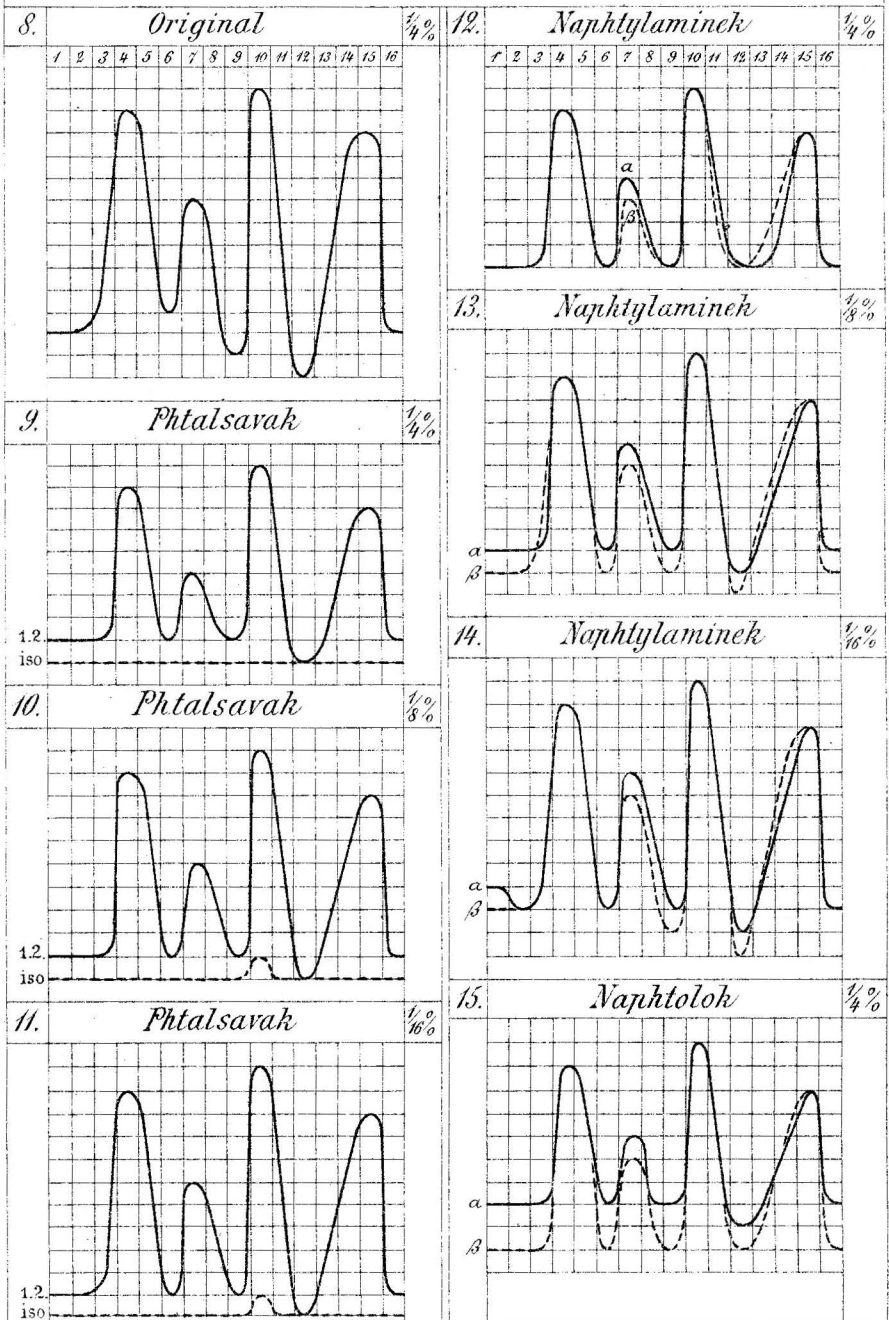 8. Original 1/4%
1 2 3 4 5 6 7 8 9 10 11 12 13 14 15 16
9. Phtalsavak 1/4%
1.2.
ISO
10. Phtalsavak 1/8%
1.2.
ISO
11. Phtalsavak 1/16%
1.2.
ISO
12. Naphtylaminek 1/4%
1 2 3 4 5 6 7 8 9 10 11 12 13 14 15 16
α
β
13. Naphtylaminek 1/8%
α
β
14. Naphtylaminek 1/16%
α
β
15. Naphtolok 1/4%
α
β